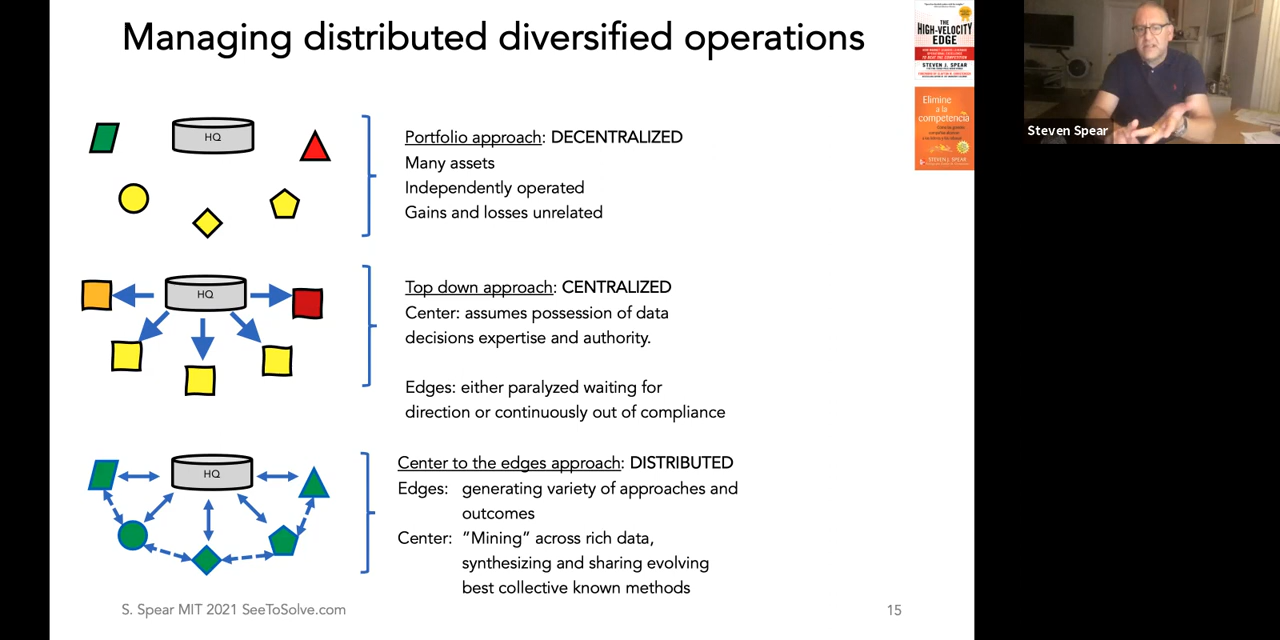 Managing distributed diversified operations
THE
HIGH-VELOCITY
EDGE
STEVEN J. SPEAR
Elimine
a la
competencia
STEVEN J. SPEAR
Steven Spear
HQ
Portfolio approach: DECENTRALIZED
Many assets
Independently operated
Gains and losses unrelated
HQ
Top down approach: CENTRALIZED
Center: assumes possession of data
decisions expertise and authority.
Edges: either paralyzed waiting for
direction or continuously out of compliance
HQ
Center to the edges approach: DISTRIBUTED
Edges: generating variety of approaches and
outcomes
Center: ”Mining” across rich data,
synthesizing and sharing evolving
best collective known methods
S. Spear MIT 2021 SeeToSolve.com
15